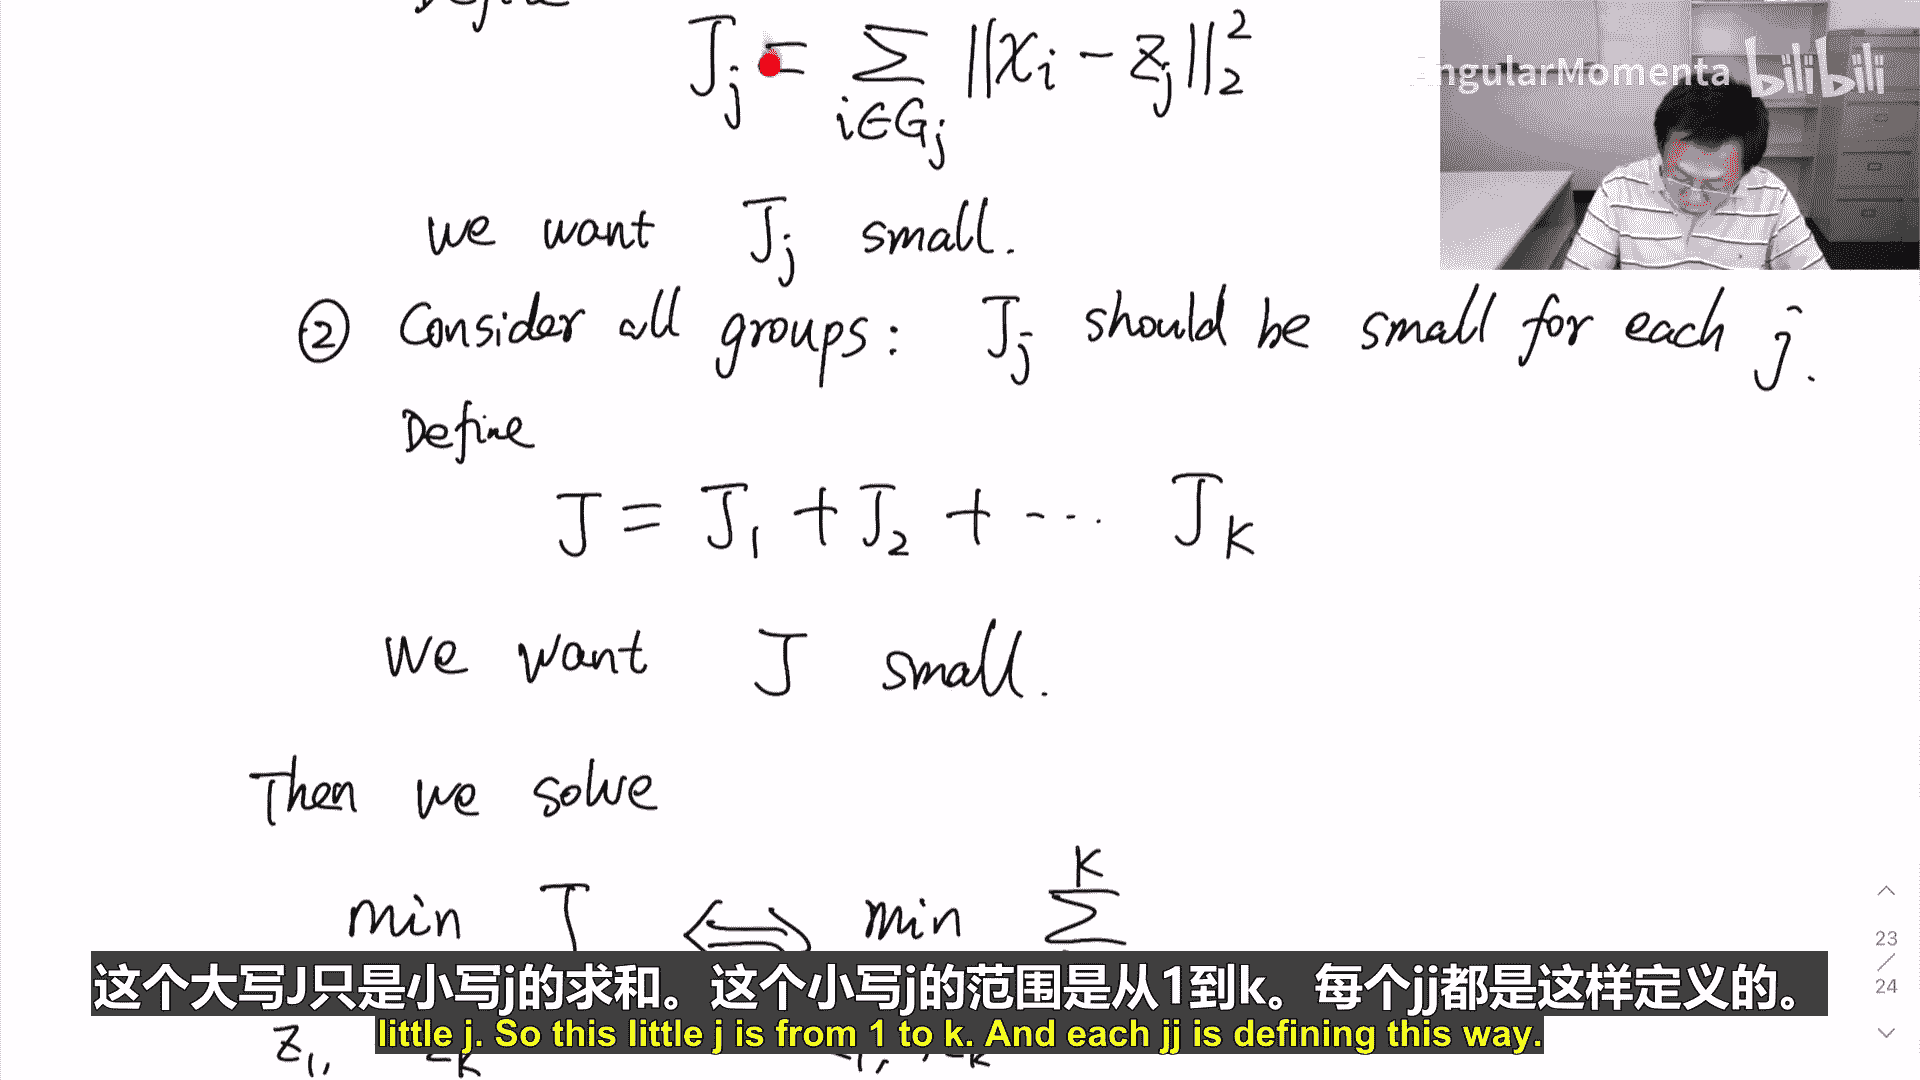 Define
J_j = ∑_{i∈G_j} ||x_i - z_j||_2^2
AngularMomenta bilibili
we want J_j small.
② Consider all groups: J_j should be small for each j.
Define
J = J_1 + J_2 + ... J_K
We want J small.
Then we solve
min J ⟺ min ∑^K
23
/
24
这个大写J只是小写j的求和。这个小写j的范围是从1到k。每个jj都是这样定义的。
little j. So this little j is from 1 to k. And each jj is defining this way.
z_1,